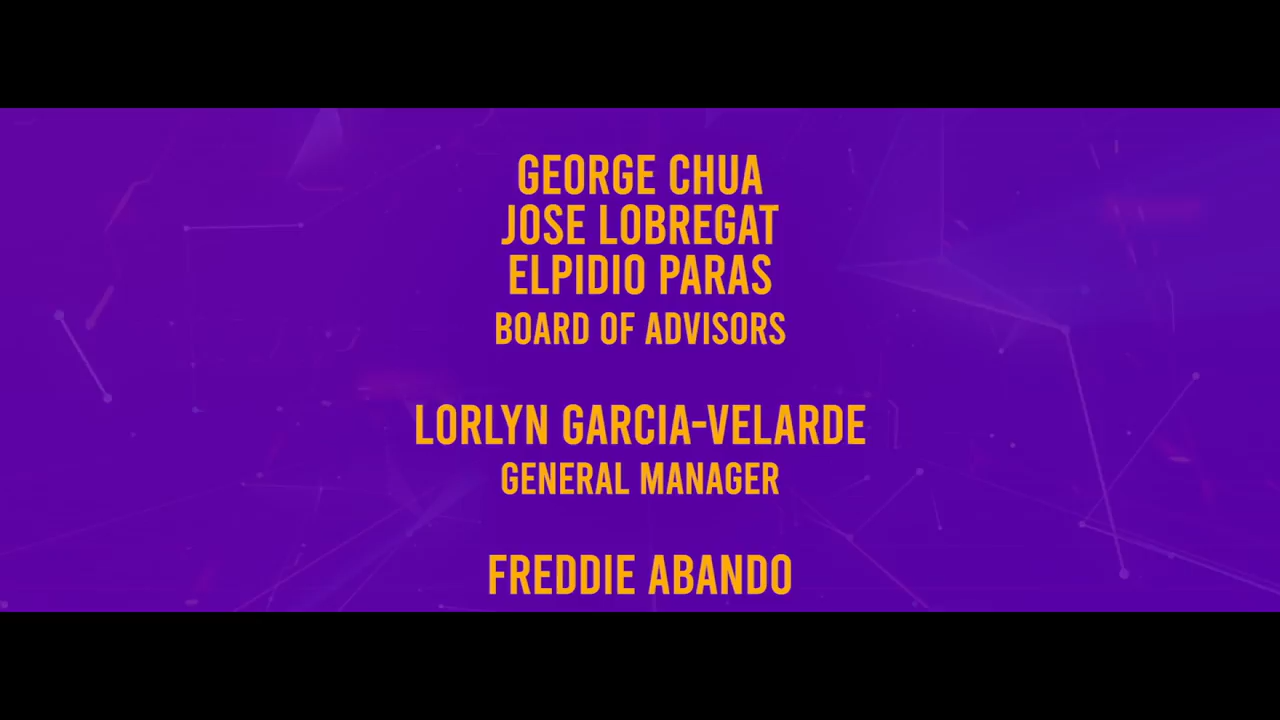 GEORGE CHUA
JOSE LOBREGAT
ELPIDIO PARAS
BOARD OF ADVISORS
LORLYN GARCIA-VELARDE
GENERAL MANAGER
FREDDIE ABANDO